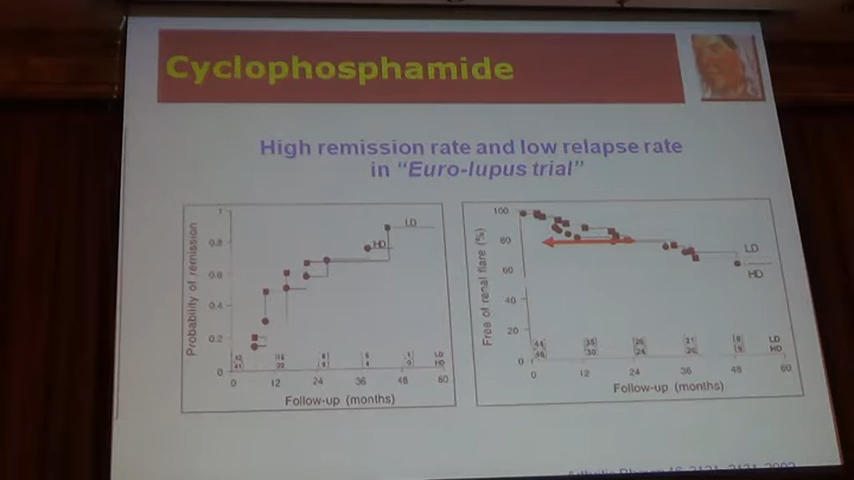 Cyclophosphamide
High remission rate and low relapse rate
in “Euro-lupus trial”
Probability of remission
1
0.8
0.6
0.4
0.2
0
LD
HD
LD
HD
0 12 24 36 48 60
Follow-up (months)
Free of renal flare (%)
100
80
60
40
20
0
LD
HD
LD
HD
0 12 24 36 48 60
Follow-up (months)